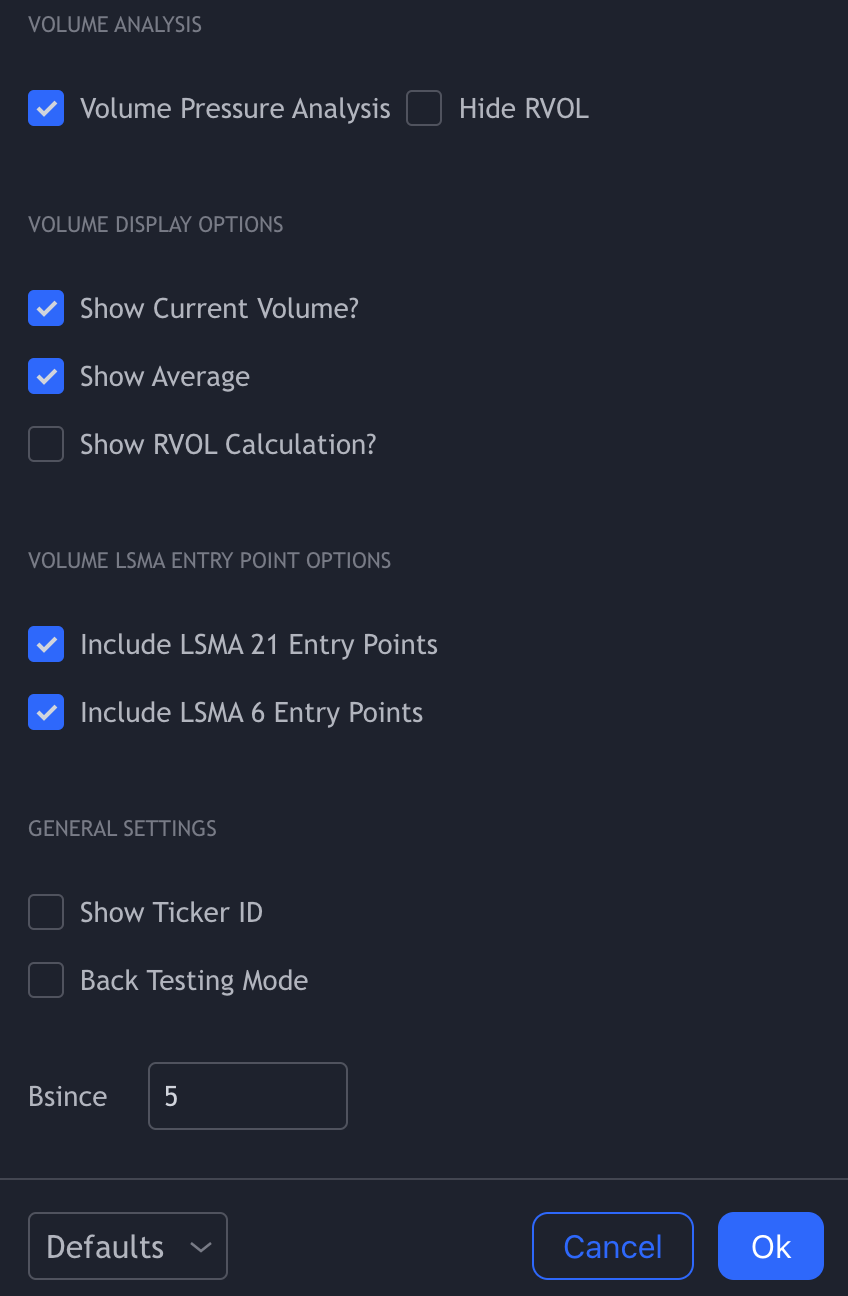 VOLUME ANALYSIS
Volume Pressure Analysis Hide RVOL
VOLUME DISPLAY OPTIONS
Show Current Volume?
Show Average
Show RVOL Calculation?
VOLUME LSMA ENTRY POINT OPTIONS
Include LSMA 21 Entry Points
Include LSMA 6 Entry Points
GENERAL SETTINGS
Show Ticker ID
Back Testing Mode
Bsince 5
Defaults Cancel Ok